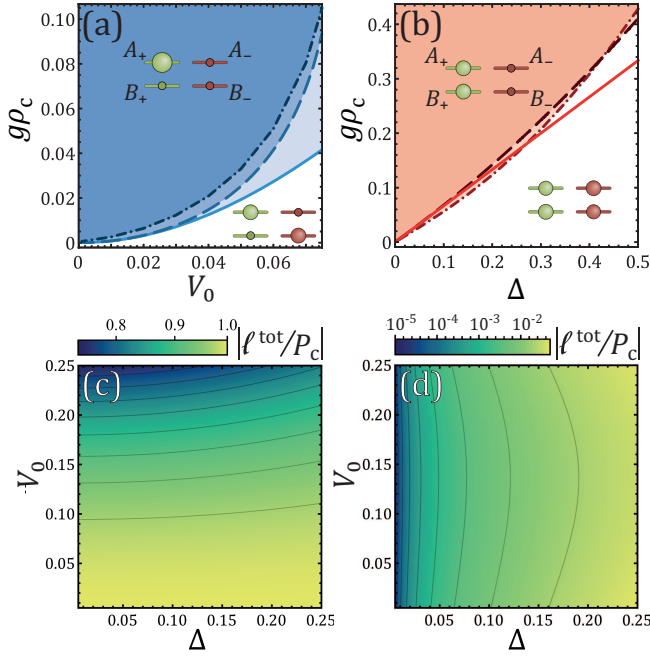 (a)
A₊ A₋
B₊ B₋
gρc
0.10
0.08
0.06
0.04
0.02
0
0 0.02 0.04 0.06
V₀
(b)
A₊ A₋
B₊ B₋
gρc
0.4
0.3
0.2
0.1
0
0 0.1 0.2 0.3 0.4 0.5
Δ
0.8 0.9 1.0
|ℓ^tot/Pc|
(c)
V₀
0.25
0.20
0.15
0.10
0.05
0.05 0.10 0.15 0.20 0.25
Δ
10⁻⁵ 10⁻⁴ 10⁻³ 10⁻²
|ℓ^tot/Pc|
(d)
V₀
0.25
0.20
0.15
0.10
0.05
0.05 0.10 0.15 0.20 0.25
Δ